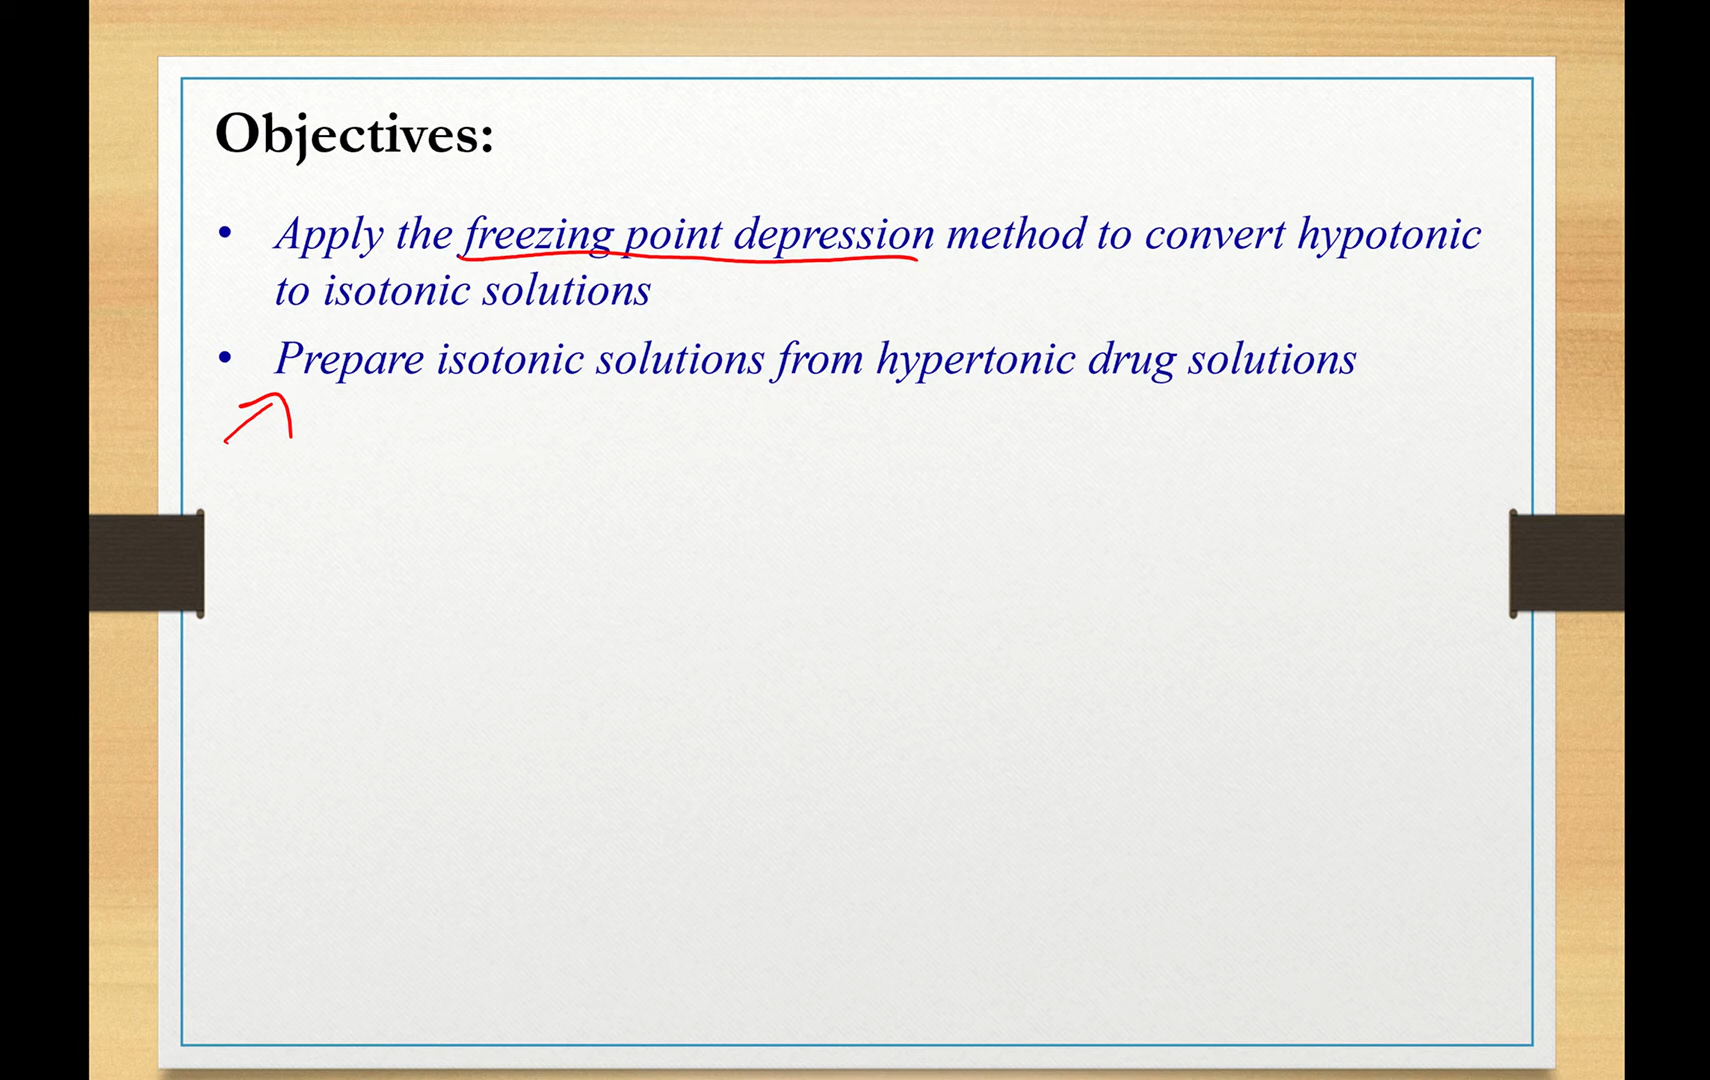 Objectives:
• Apply the freezing point depression method to convert hypotonic
to isotonic solutions
• Prepare isotonic solutions from hypertonic drug solutions